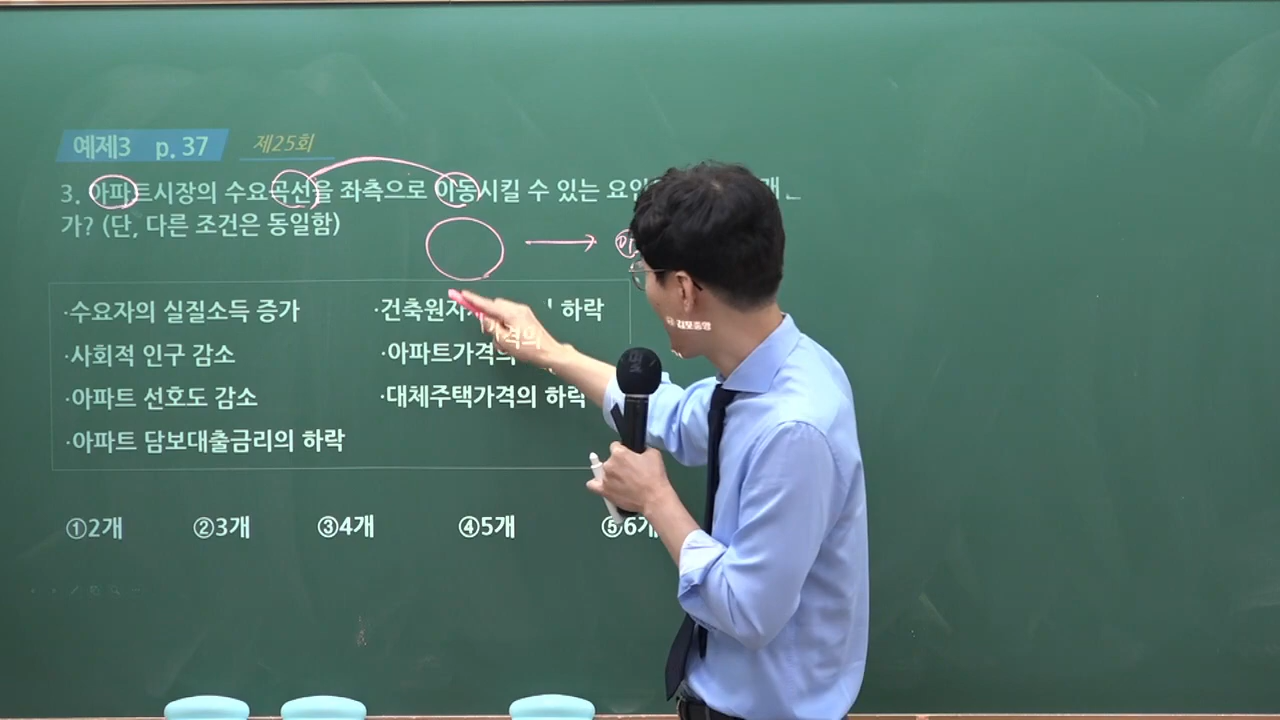 예제3 p. 37 제25회
3. 아파트시장의 수요곡선을 좌측으로 이동시킬 수 있는 요인 개
가? (단, 다른 조건은 동일함)
·수요자의 실질소득 증가 ·건축원자재 하락
·사회적 인구 감소 ·아파트가격의
·아파트 선호도 감소 ·대체주택가격의 하락
·아파트 담보대출금리의 하락
①2개 ②3개 ③4개 ④5개 ⑤6개